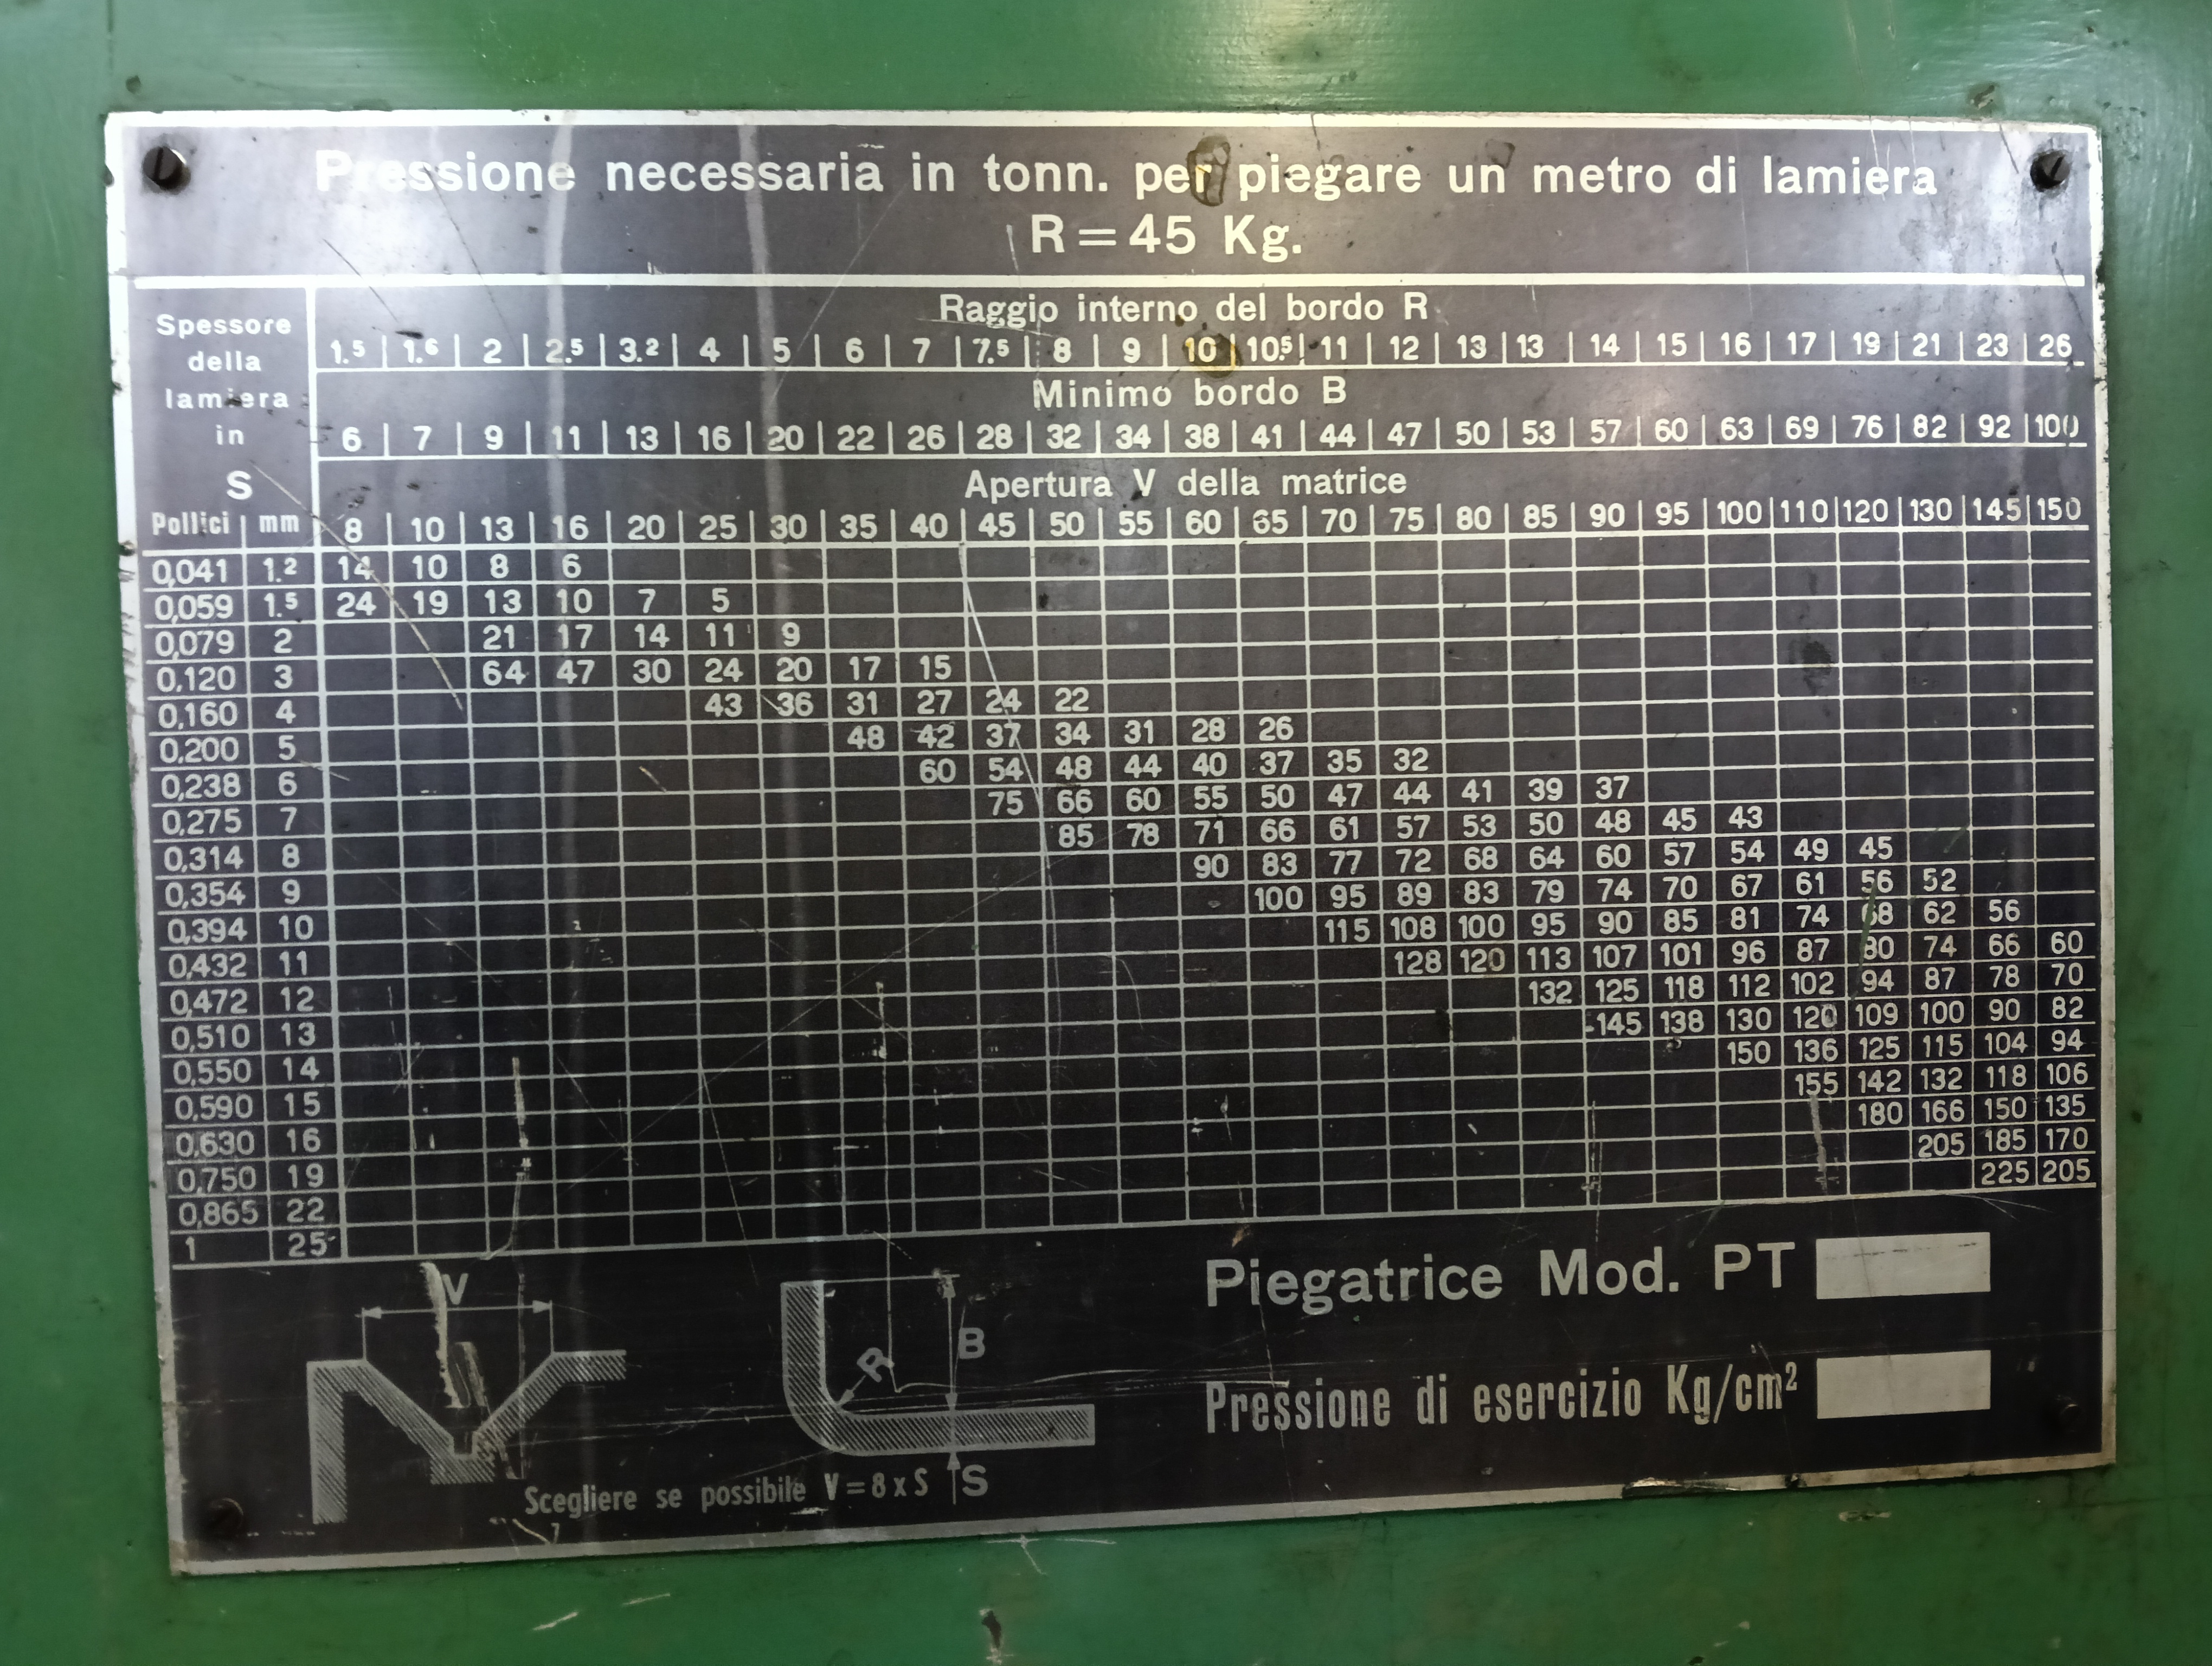 Pressione necessaria in tonn. per piegare un metro di lamiera
R = 45 Kg.
Spessore
della
lamiera
in
S
Pollici mm
Raggio interno del bordo R
1.5 1.6 2 2.5 3.2 4 5 6 7 7.5 8 9 10 10.5 11 12 13 13 14 15 16 17 19 21 23 26
Minimo bordo B
6 7 9 11 13 16 20 22 26 28 32 34 38 41 44 47 50 53 57 60 63 69 76 82 92 100
Apertura V della matrice
8 10 13 16 20 25 30 35 40 45 50 55 60 65 70 75 80 85 90 95 100 110 120 130 145 150
0,041 1.2 14 10 8 6
0,059 1.5 24 19 13 10 7 5
0,079 2 21 17 14 11 9
0.120 3 64 47 30 24 20 17 15
0,160 4 43 36 31 27 24 22
0,200 5 48 42 37 34 31 28 26
0,238 6 60 54 48 44 40 37 35 32
0,275 7 75 66 60 55 50 47 44 41 39 37
0,314 8 85 78 71 66 61 57 53 50 48 45 43
0,354 9 90 83 77 72 68 64 60 57 54 49 45
0,394 10 100 95 89 83 79 74 70 67 61 56 52
0,432 11 115 108 100 95 90 85 81 74 68 62 56
0,472 12 128 120 113 107 101 96 87 80 74 66 60
0,510 13 132 125 118 112 102 94 87 78 70
0,550 14 145 138 130 120 109 100 90 82
0,590 15 150 136 125 115 104 94
0,630 16 155 142 132 118 106
0,750 19 180 166 150 135
0,865 22 205 185 170
1 25 225 205
V
R
B
S
Scegliere se possibile V = 8 x S
Piegatrice Mod. PT
Pressione di esercizio Kg/cm²